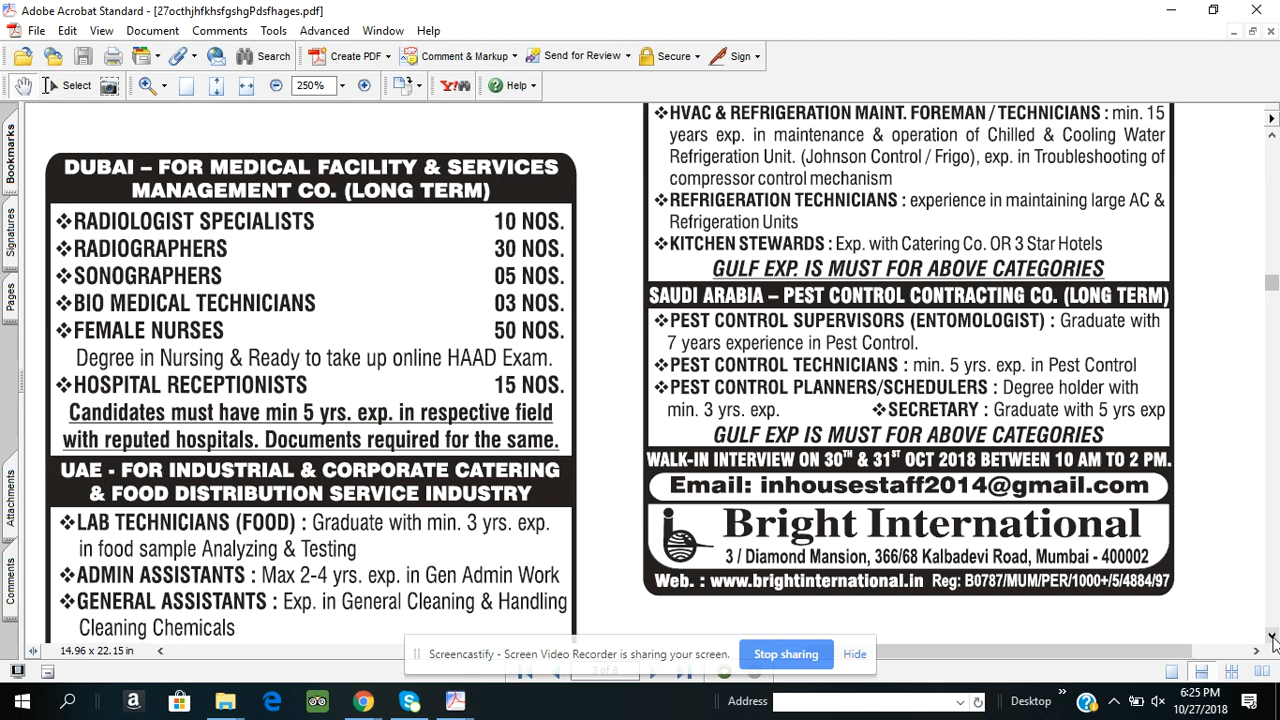 Adobe Acrobat Standard - [27octhjhfkhsfgshgPdsfhages.pdf]
File Edit View Document Comments Tools Advanced Window Help
Search Create PDF Comment & Markup Send for Review Secure Sign
Select 250% Y! Help
Bookmarks
Signatures
Pages
Attachments
Comments
DUBAI – FOR MEDICAL FACILITY & SERVICES
MANAGEMENT CO. (LONG TERM)
❖RADIOLOGIST SPECIALISTS 10 NOS.
❖RADIOGRAPHERS 30 NOS.
❖SONOGRAPHERS 05 NOS.
❖BIO MEDICAL TECHNICIANS 03 NOS.
❖FEMALE NURSES 50 NOS.
Degree in Nursing & Ready to take up online HAAD Exam.
❖HOSPITAL RECEPTIONISTS 15 NOS.
Candidates must have min 5 yrs. exp. in respective field
with reputed hospitals. Documents required for the same.
UAE - FOR INDUSTRIAL & CORPORATE CATERING
& FOOD DISTRIBUTION SERVICE INDUSTRY
❖LAB TECHNICIANS (FOOD) : Graduate with min. 3 yrs. exp.
in food sample Analyzing & Testing
❖ADMIN ASSISTANTS : Max 2-4 yrs. exp. in Gen Admin Work
❖GENERAL ASSISTANTS : Exp. in General Cleaning & Handling
Cleaning Chemicals
❖HVAC & REFRIGERATION MAINT. FOREMAN / TECHNICIANS : min. 15
years exp. in maintenance & operation of Chilled & Cooling Water
Refrigeration Unit. (Johnson Control / Frigo), exp. in Troubleshooting of
compressor control mechanism
❖REFRIGERATION TECHNICIANS : experience in maintaining large AC &
Refrigeration Units
❖KITCHEN STEWARDS : Exp. with Catering Co. OR 3 Star Hotels
GULF EXP. IS MUST FOR ABOVE CATEGORIES
SAUDI ARABIA – PEST CONTROL CONTRACTING CO. (LONG TERM)
❖PEST CONTROL SUPERVISORS (ENTOMOLOGIST) : Graduate with
7 years experience in Pest Control.
❖PEST CONTROL TECHNICIANS : min. 5 yrs. exp. in Pest Control
❖PEST CONTROL PLANNERS/SCHEDULERS : Degree holder with
min. 3 yrs. exp. ❖SECRETARY : Graduate with 5 yrs exp
GULF EXP IS MUST FOR ABOVE CATEGORIES
WALK-IN INTERVIEW ON 30TH & 31ST OCT 2018 BETWEEN 10 AM TO 2 PM.
Email: inhousestaff2014@gmail.com
Bright International
3 / Diamond Mansion, 366/68 Kalbadevi Road, Mumbai - 400002
Web. : www.brightinternational.in Reg: B0787/MUM/PER/1000+/5/4884/97
14.96 x 22.15 in
Screencastify - Screen Video Recorder is sharing your screen. Stop sharing Hide
3 of 8
Address Desktop
6:25 PM
10/27/2018